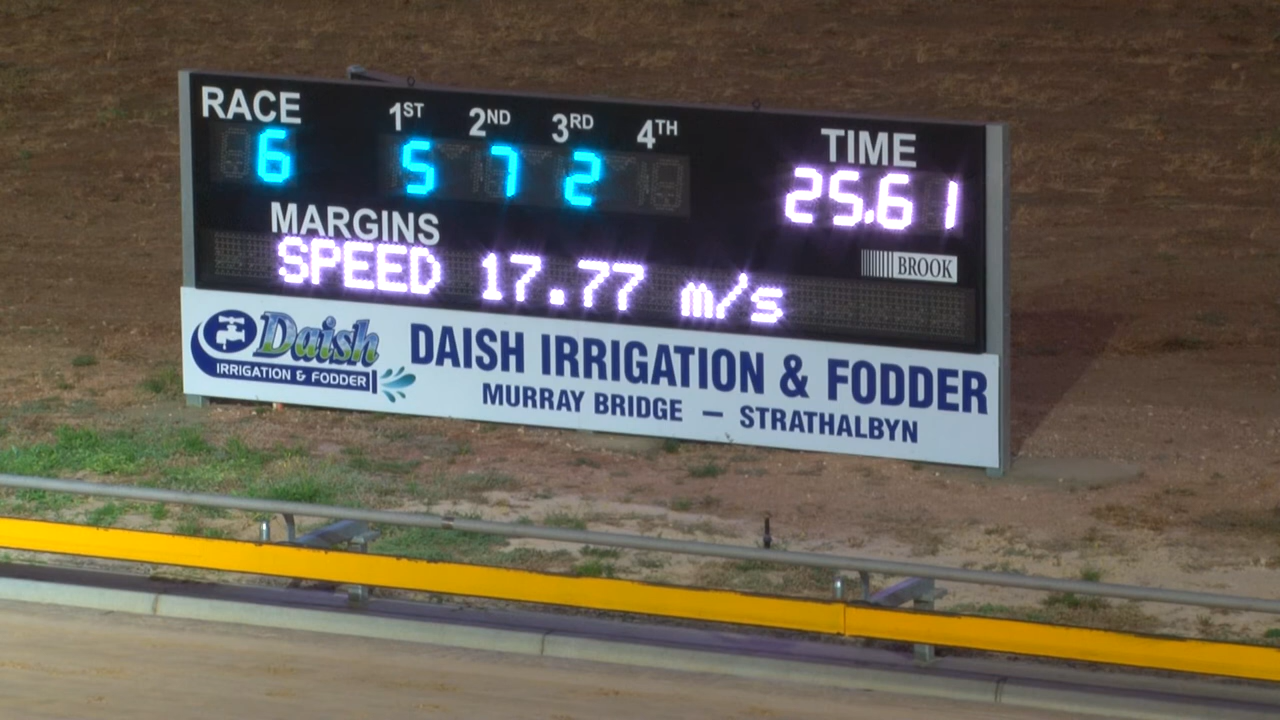 RACE 1ST 2ND 3RD 4TH TIME
6 5 7 2 25.61
MARGINS
SPEED 17.77 m/s
BROOK
Daish
IRRIGATION & FODDER
DAISH IRRIGATION & FODDER
MURRAY BRIDGE — STRATHALBYN